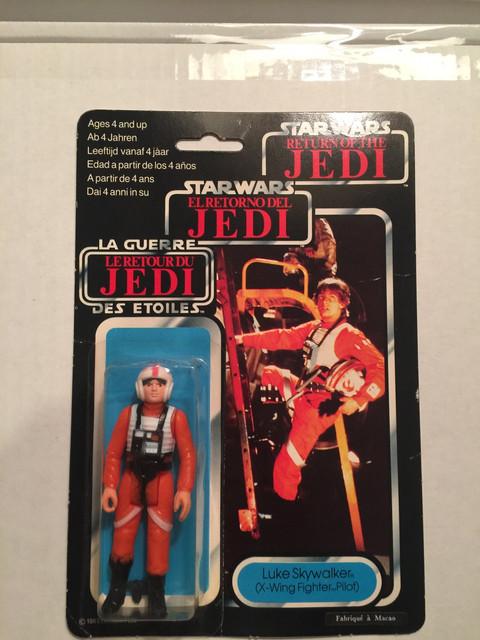 Ages 4 and up
Ab 4 Jahren
Leeftijd vanaf 4 jäar
Edad a partir de los 4 años
A partir de 4 ans
Dai 4 anni in su
STAR WARS
RETURN OF THE
JEDI
STAR WARS
EL RETORNO DEL
JEDI
LA GUERRE
LE RETOUR DU
JEDI
DES ETOILES
Luke Skywalker
(X-Wing Fighter Pilot)
Fabriqué à Macao